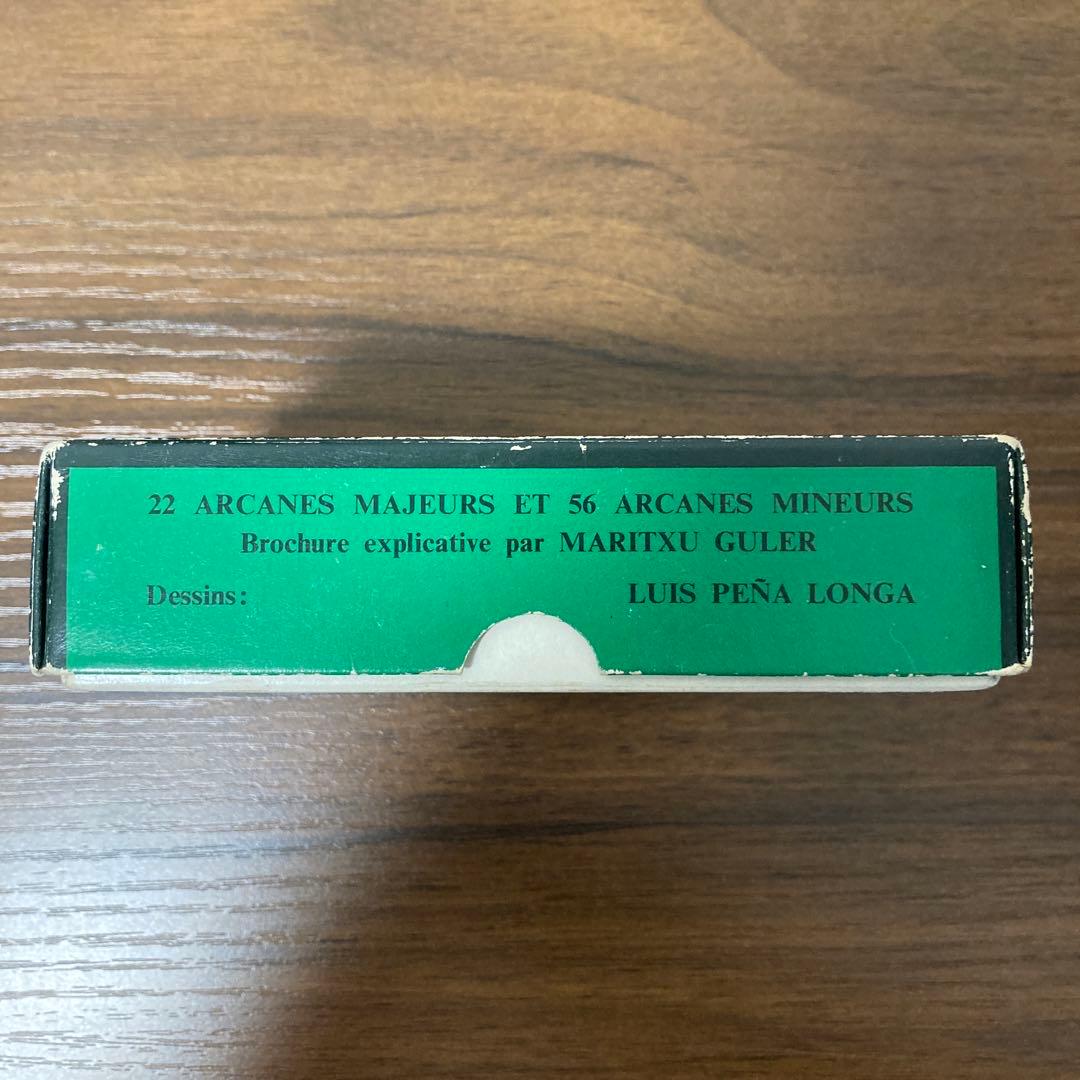 22 ARCANES MAJEURS ET 56 ARCANES MINEURS
Brochure explicative par MARITXU GULER
Dessins: LUIS PEÑA LONGA